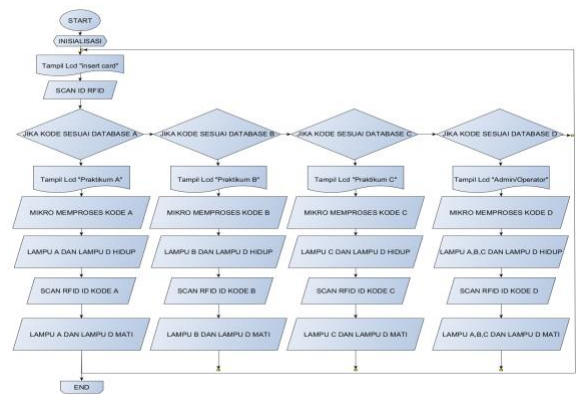 START
INISIALISASI
Tampil Lcd "Insert card"
SCAN ID RFID
JIKA KODE SESUAI DATABASE A
JIKA KODE SESUAI DATABASE B
JIKA KODE SESUAI DATABASE C
JIKA KODE SESUAI DATABASE D
Tampil Lcd "Praktikum A"
Tampil Lcd "Praktikum B"
Tampil Lcd "Praktikum C"
Tampil Lcd "Admin/Operator"
MIKRO MEMPROSES KODE A
MIKRO MEMPROSES KODE B
MIKRO MEMPROSES KODE C
MIKRO MEMPROSES KODE D
LAMPU A DAN LAMPU D HIDUP
LAMPU B DAN LAMPU D HIDUP
LAMPU C DAN LAMPU D HIDUP
LAMPU A,B,C DAN LAMPU D HIDUP
SCAN RFID ID KODE A
SCAN RFID ID KODE B
SCAN RFID ID KODE C
SCAN RFID ID KODE D
LAMPU A DAN LAMPU D MATI
LAMPU B DAN LAMPU D MATI
LAMPU C DAN LAMPU D MATI
LAMPU A,B,C DAN LAMPU D MATI
END